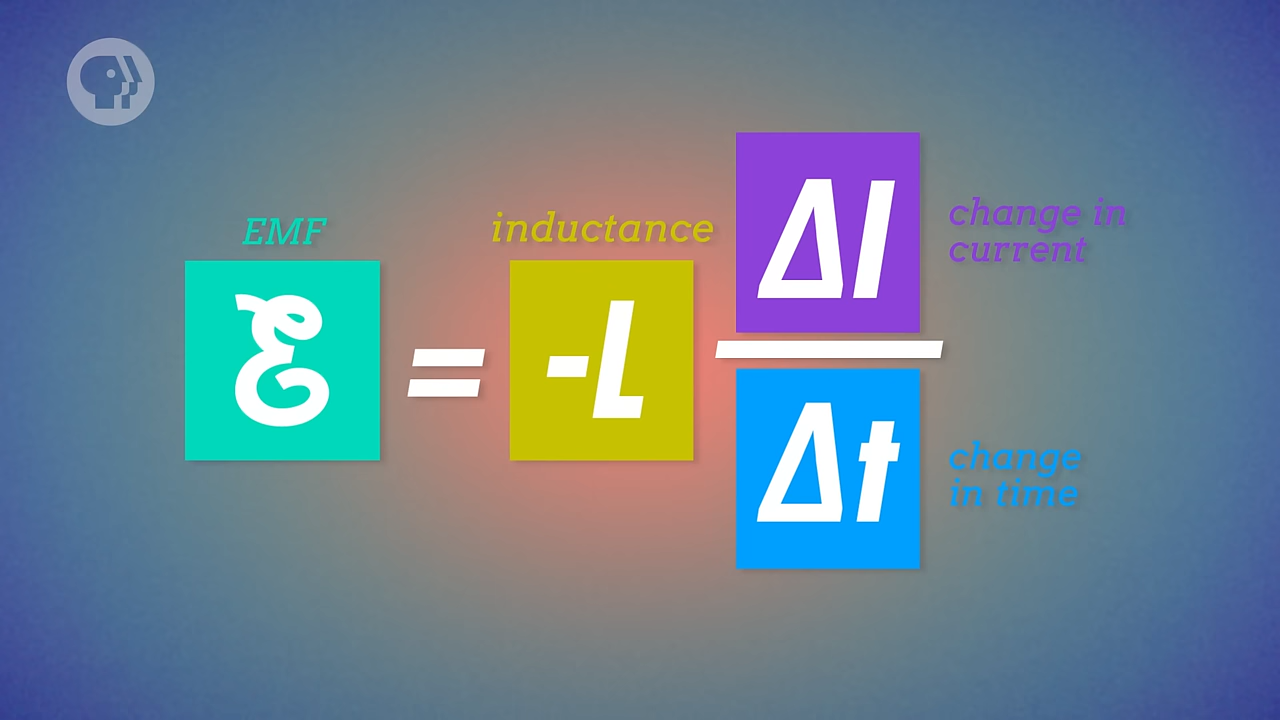 EMF
ℰ
=
inductance
-L
ΔI
change in
current
Δt
change
in time